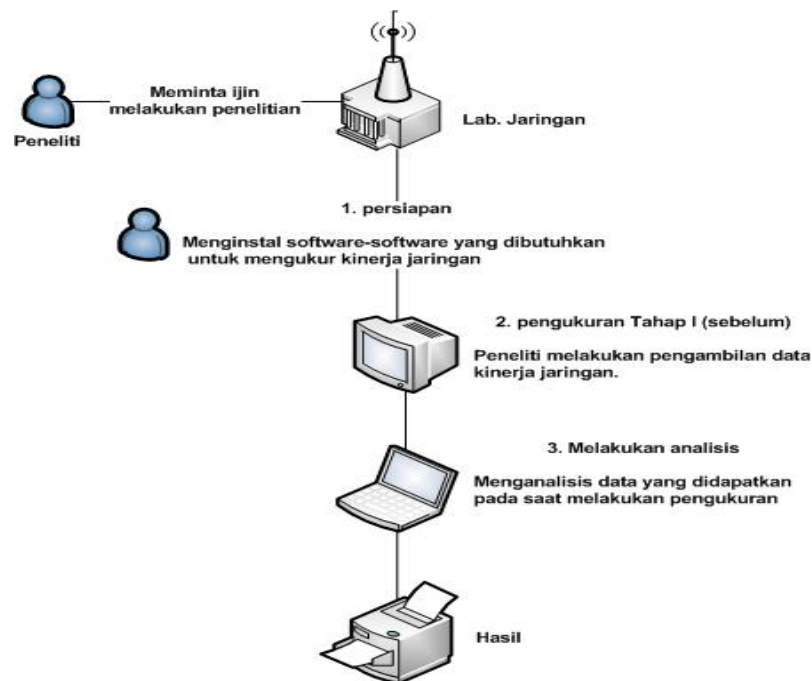 Meminta ijin
melakukan penelitian
Peneliti
Lab. Jaringan
1. persiapan
Menginstal software-software yang dibutuhkan
untuk mengukur kinerja jaringan
2. pengukuran Tahap I (sebelum)
Peneliti melakukan pengambilan data
kinerja jaringan.
3. Melakukan analisis
Menganalisis data yang didapatkan
pada saat melakukan pengukuran
Hasil